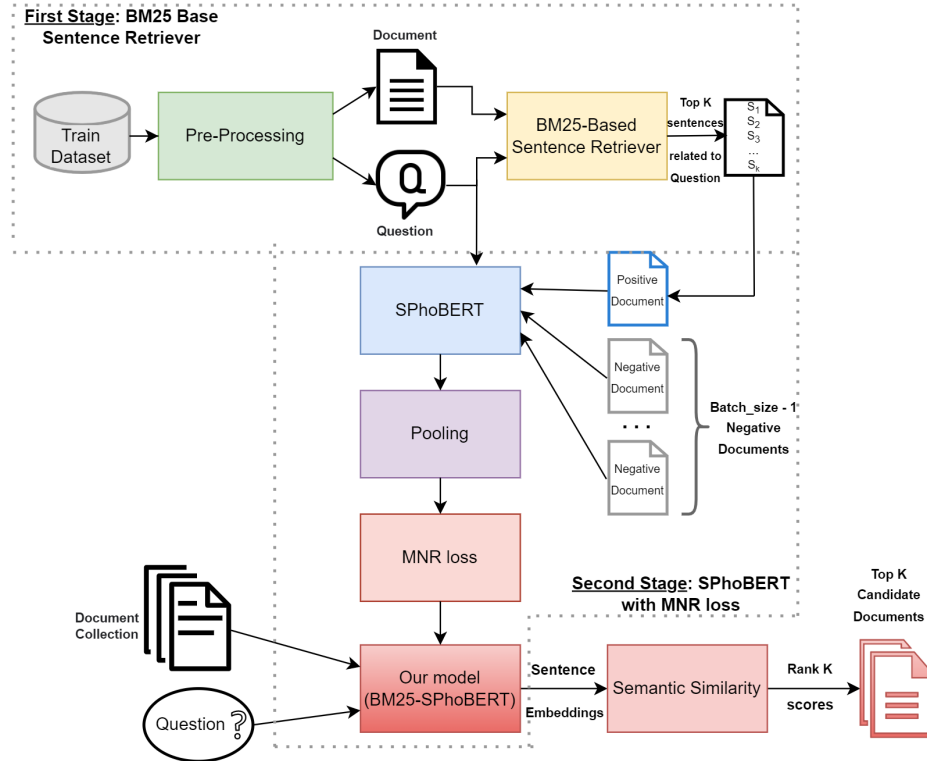 First Stage: BM25 Base
Sentence Retriever
Document
Train
Dataset
Pre-Processing
Q
Question
BM25-Based
Sentence Retriever
Top K
sentences
related to
Question
S1
S2
S3
...
Sk
SPhoBERT
Positive
Document
Negative
Document
...
Negative
Document
Batch_size - 1
Negative
Documents
Pooling
MNR loss
Second Stage: SPhoBERT
with MNR loss
Document
Collection
Question ?
Our model
(BM25-SPhoBERT)
Sentence
Embeddings
Semantic Similarity
Rank K
scores
Top K
Candidate
Documents